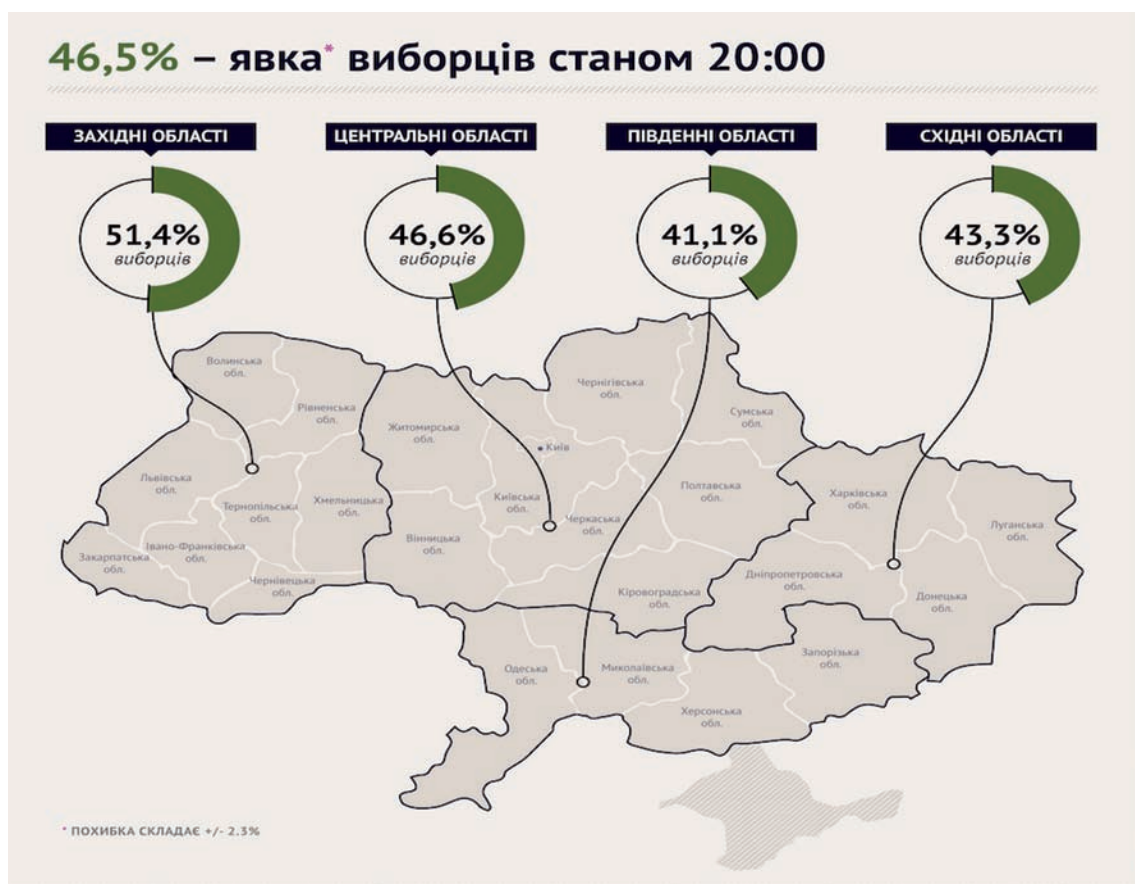 46,5% – явка* виборців станом 20:00
ЗАХІДНІ ОБЛАСТІ
ЦЕНТРАЛЬНІ ОБЛАСТІ
ПІВДЕННІ ОБЛАСТІ
СХІДНІ ОБЛАСТІ
51,4%
виборців
46,6%
виборців
41,1%
виборців
43,3%
виборців
Волинська
обл.
Рівненська
обл.
Житомирська
обл.
Чернігівська
обл.
Сумська
обл.
Київ
Львівська
обл.
Тернопільська
обл.
Хмельницька
обл.
Київська
обл.
Черкаська
обл.
Полтавська
обл.
Харківська
обл.
Луганська
обл.
Закарпатська
обл.
Івано-Франківська
обл.
Чернівецька
обл.
Вінницька
обл.
Кіровоградська
обл.
Дніпропетровська
обл.
Донецька
обл.
Одеська
обл.
Миколаївська
обл.
Запорізька
обл.
Херсонська
обл.
* ПОХИБКА СКЛАДАЄ +/- 2.3%